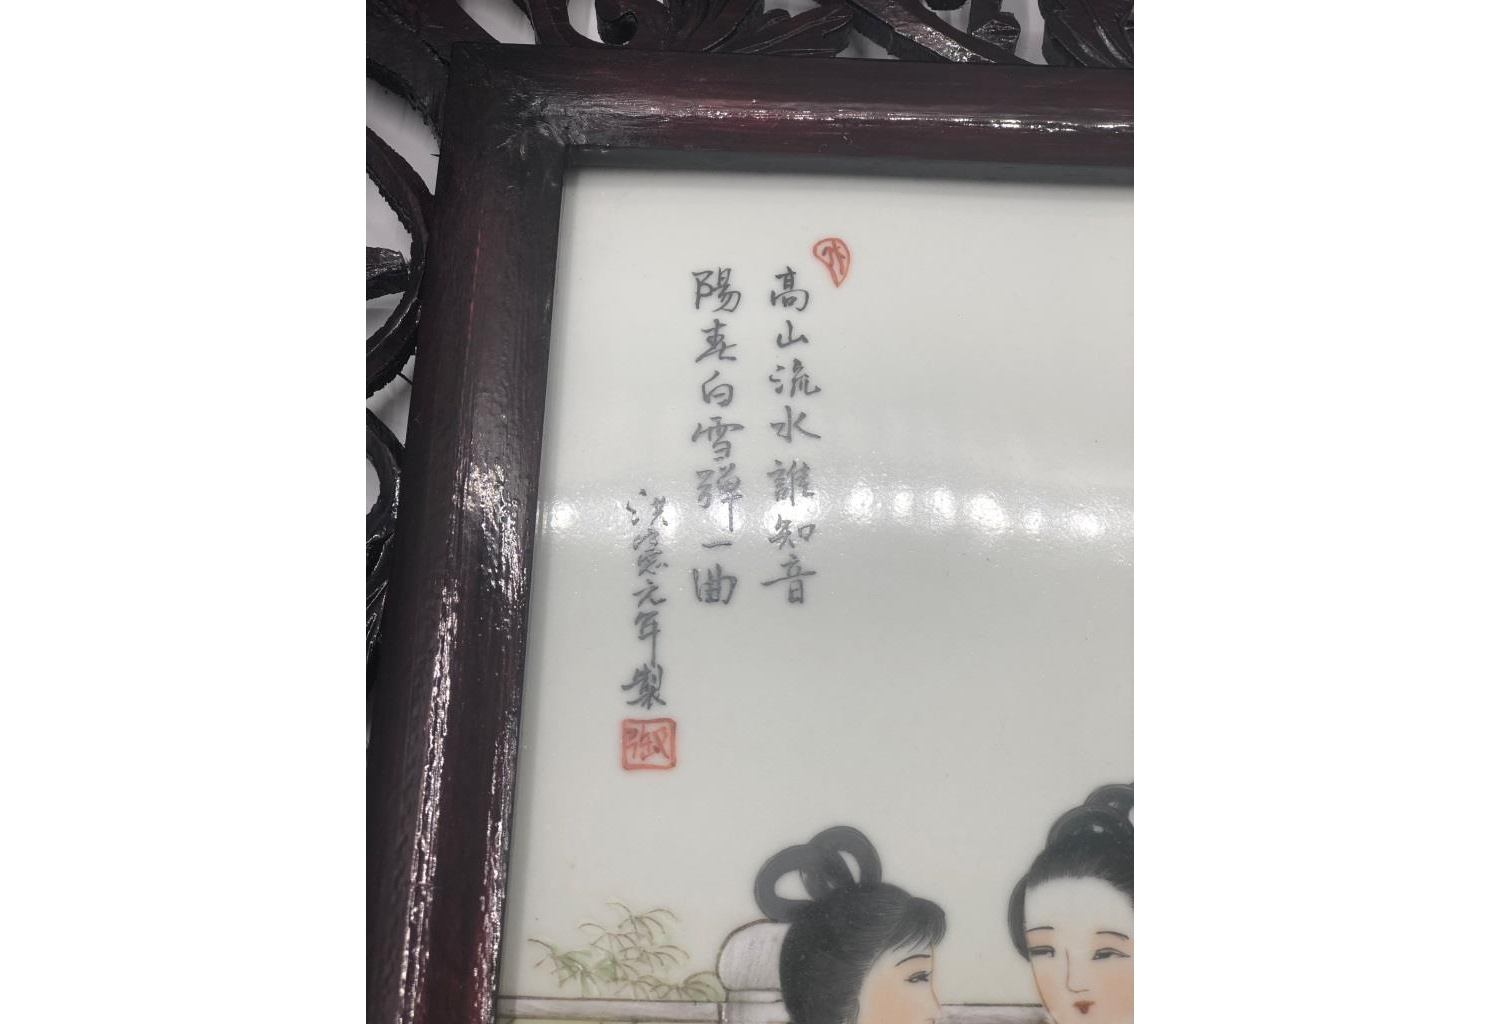 高山流水誰知音
陽春白雪彈一曲
洪憲元年製
御